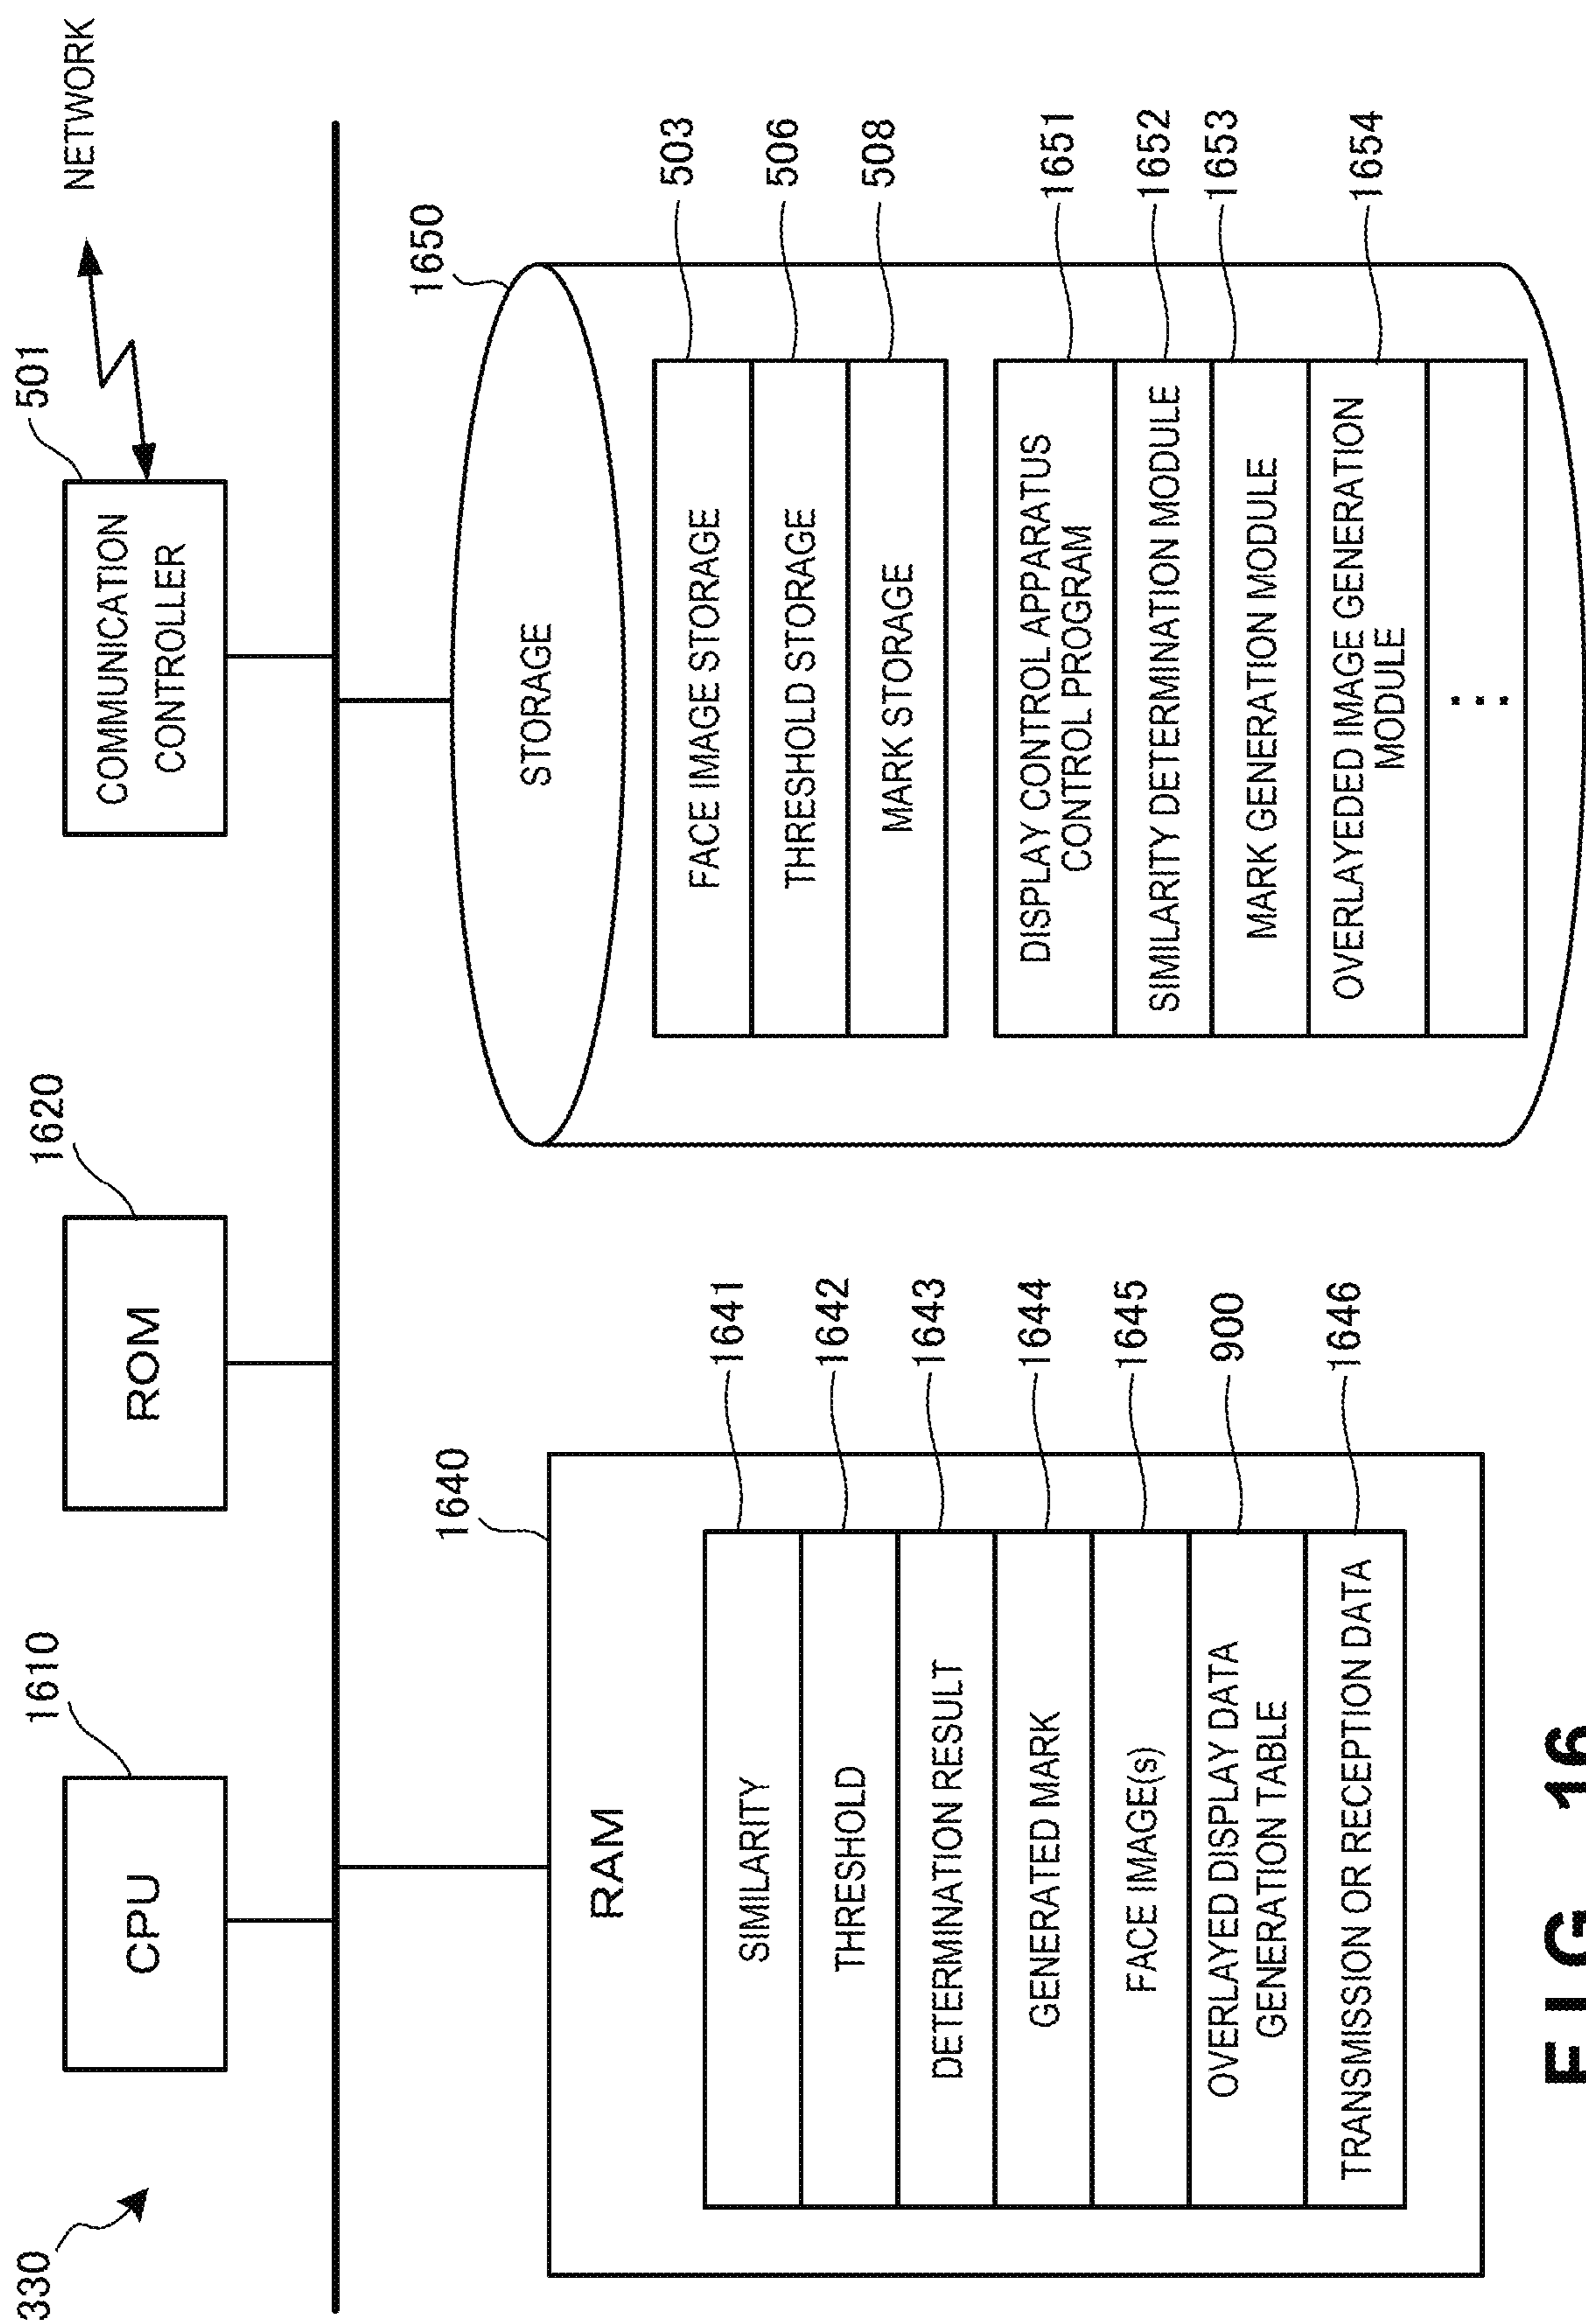 330
CPU
1610
ROM
1620
COMMUNICATION
CONTROLLER
501
NETWORK
RAM
1640
SIMILARITY
1641
THRESHOLD
1642
DETERMINATION RESULT
1643
GENERATED MARK
1644
FACE IMAGE(s)
1645
OVERLAYED DISPLAY DATA
GENERATION TABLE
900
TRANSMISSION OR RECEPTION DATA
1646
STORAGE
1650
FACE IMAGE STORAGE
503
THRESHOLD STORAGE
506
MARK STORAGE
508
DISPLAY CONTROL APPARATUS
CONTROL PROGRAM
1651
SIMILARITY DETERMINATION MODULE
1652
MARK GENERATION MODULE
1653
OVERLAYEDED IMAGE GENERATION
MODULE
1654
FIG. 16